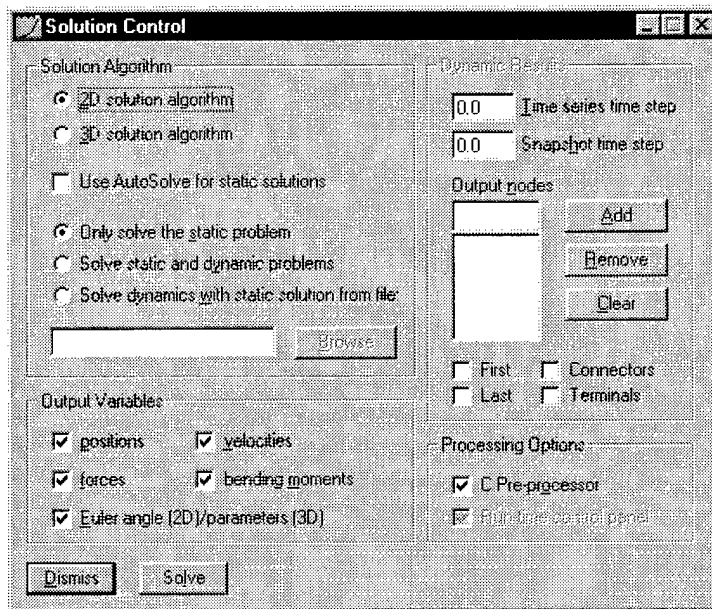 Solution Control
Solution Algorithm
2D solution algorithm
3D solution algorithm
Use AutoSolve for static solutions
Only solve the static problem
Solve static and dynamic problems
Solve dynamics with static solution from file:
Browse
Output Variables
positions
velocities
forces
bending moments
Euler angle (2D)/parameters (3D)
Dismiss
Solve
Dynamic Results
0.0 Time series time step
0.0 Snapshot time step
Output nodes
Add
Remove
Clear
First
Connectors
Last
Terminals
Processing Options
C Pre-processor
Run-time control panel